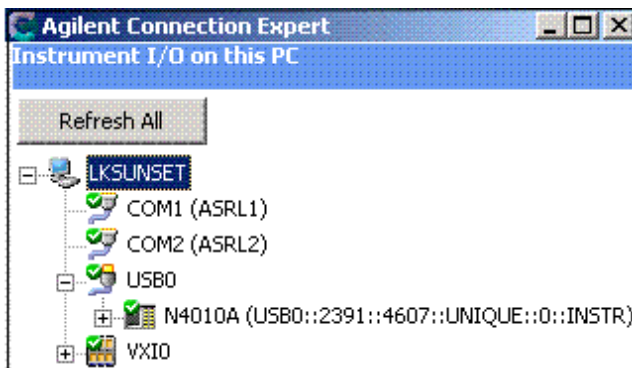 Agilent Connection Expert
Instrument I/O on this PC
Refresh All
LKSUNSET
COM1 (ASRL1)
COM2 (ASRL2)
USB0
N4010A (USB0::2391::4607::UNIQUE::0::INSTR)
VXI0